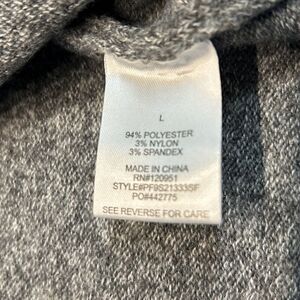 L
94% POLYESTER
3% NYLON
3% SPANDEX
MADE IN CHINA
RN#120951
STYLE#PF9S21333SF
PO#442775
SEE REVERSE FOR CARE